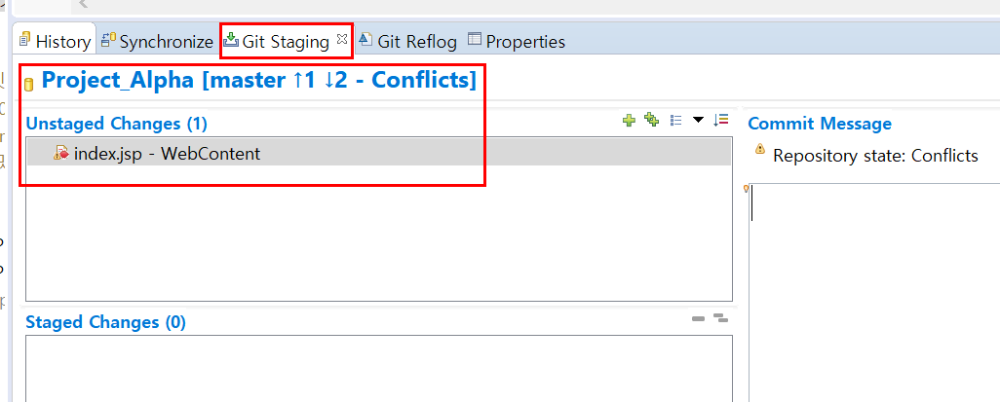 History Synchronize Git Staging Git Reflog Properties
Project_Alpha [master ↑1 ↓2 - Conflicts]
Unstaged Changes (1)
index.jsp - WebContent
Staged Changes (0)
Commit Message
Repository state: Conflicts